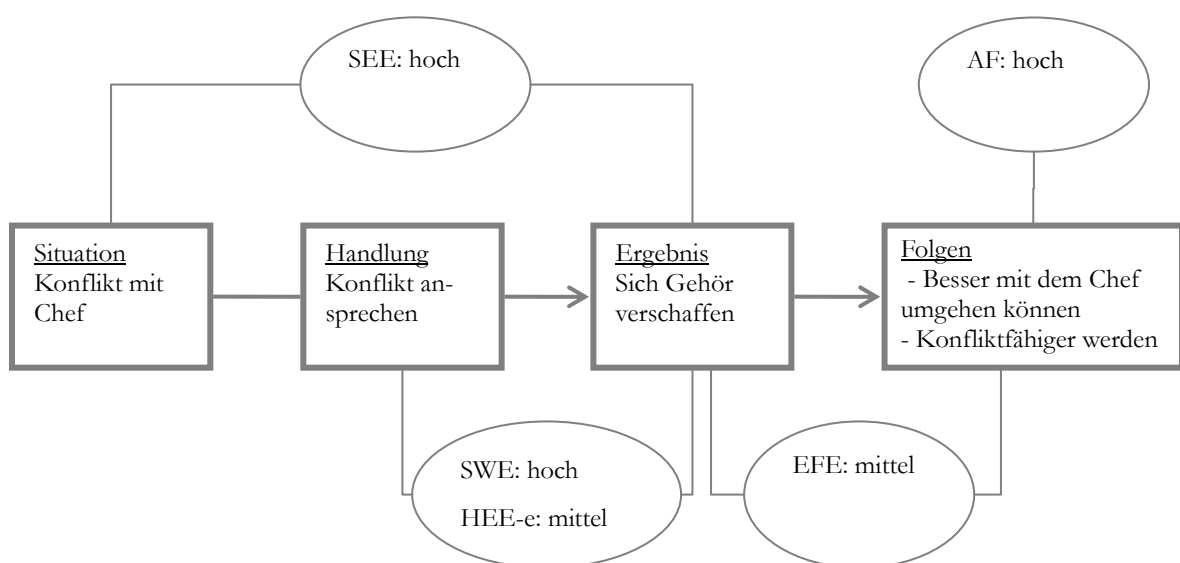 SEE: hoch
AF: hoch
Situation
Konflikt mit
Chef
Handlung
Konflikt an-
sprechen
Ergebnis
Sich Gehör
verschaffen
Folgen
- Besser mit dem Chef
umgehen können
- Konfliktfähiger werden
SWE: hoch
HEE-e: mittel
EFE: mittel